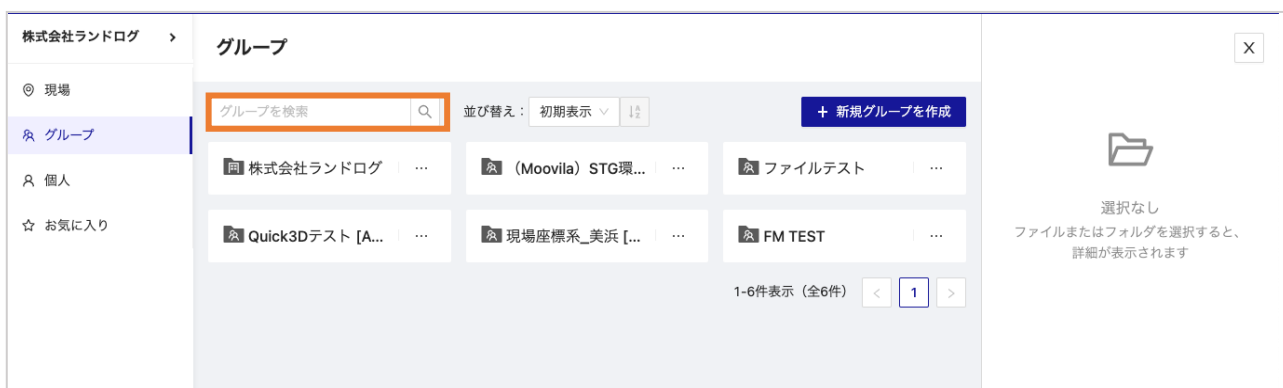 株式会社ランドログ
現場
グループ
個人
お気に入り
グループ
グループを検索
並び替え： 初期表示
+ 新規グループを作成
株式会社ランドログ ...
（Moovila）STG環... ...
ファイルテスト ...
Quick3Dテスト [A... ...
現場座標系_美浜 [... ...
FM TEST ...
1-6件表示（全6件） < 1 >
X
選択なし
ファイルまたはフォルダを選択すると、
詳細が表示されます